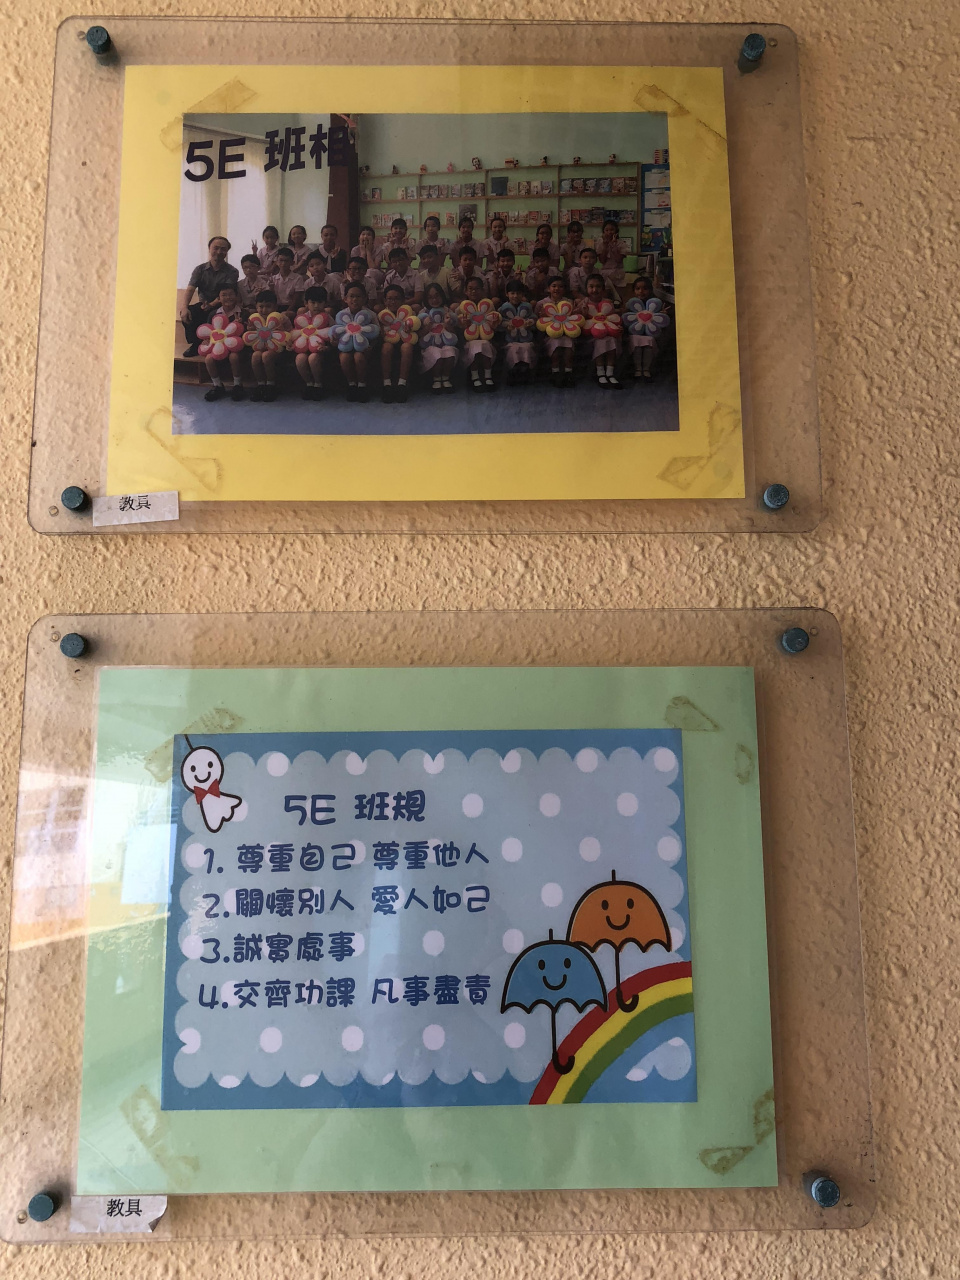 5E 班相
教具
5E 班規
1. 尊重自己 尊重他人
2. 關懷別人 愛人如己
3. 誠實處事
4. 交齊功課 凡事盡責
教具